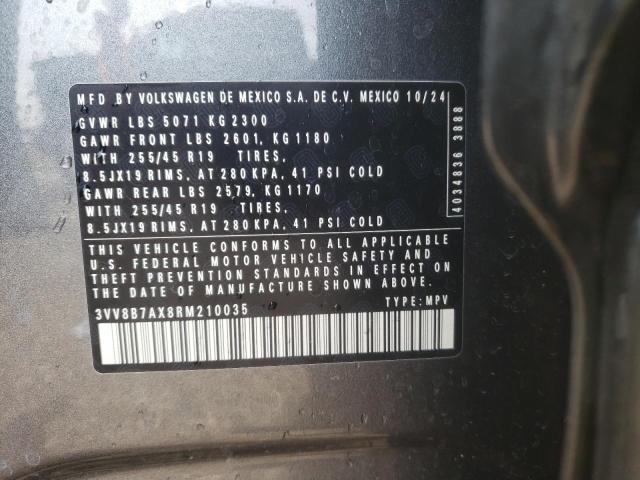 MFD BY VOLKSWAGEN DE MEXICO S.A. DE C.V. MEXICO 10/24
GVWR LBS 5071 KG 2300
GAWR FRONT LBS 2601, KG 1180
WITH 255/45 R19 TIRES,
8.5JX19 RIMS, AT 280 KPA, 41 PSI COLD
GAWR REAR LBS 2579, KG 1170
WITH 255/45 R19 TIRES,
8.5JX19 RIMS, AT 280 KPA, 41 PSI COLD
THIS VEHICLE CONFORMS TO ALL APPLICABLE
U.S. FEDERAL MOTOR VEHICLE SAFETY AND
THEFT PREVENTION STANDARDS IN EFFECT ON
THE DATE OF MANUFACTURE SHOWN ABOVE.
3VV8B7AX8RM210035 TYPE: MPV
4034836 3888